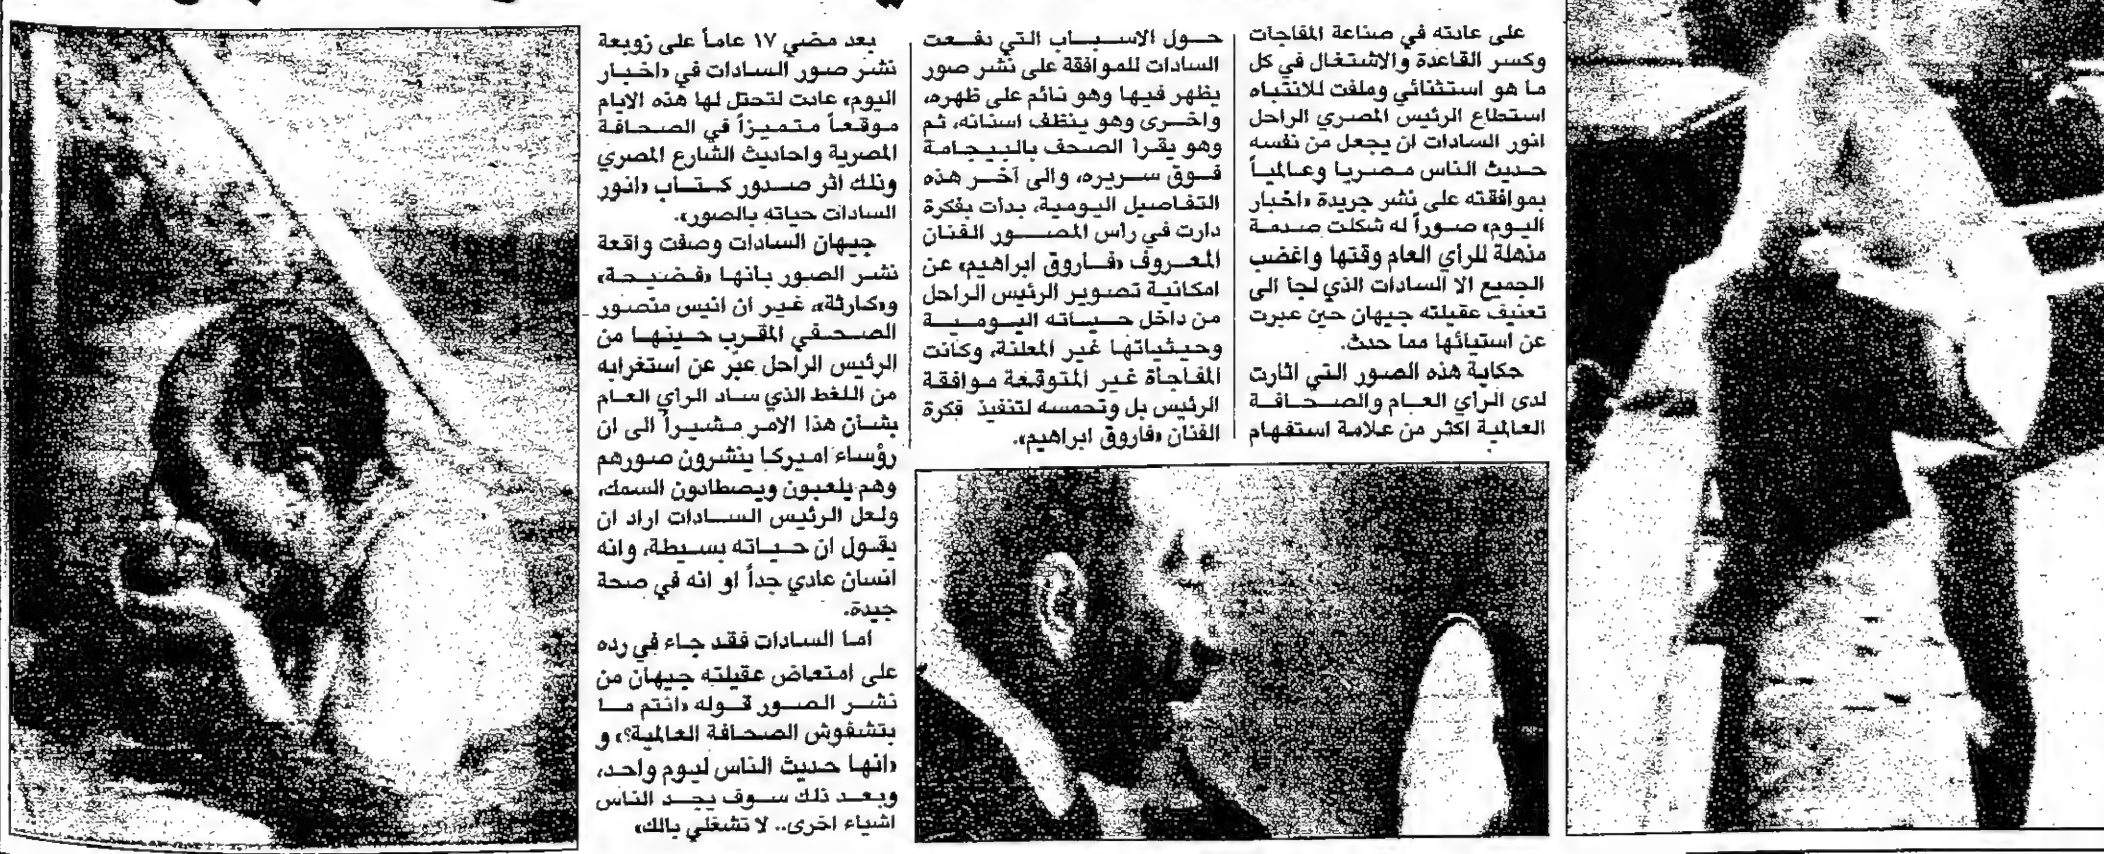 على عادته في صناعة المفاجات
وكسر القاعدة والاشتغال في كل
ما هو استثنائي وملفت للانتباه
استطاع الرئيس المصري الراحل
انور السادات ان يجعل من نفسه
حديث الناس مصريا وعالمياً
بموافقته على نشر جريدة «اخبار
اليوم» صوراً له شكلت صدمة
مذهلة للرأي العام وقتها واغضب
الجميع الا السادات الذي لجا الى
تعنيف عقيلته جيهان حين عبرت
عن استيائها مما حدث.
حكاية هذه الصور التي اثارت
لدى الرأي العام والصحافة
العالمية اكثر من علامة استفهام
حول الاسباب التي دفعت
السادات للموافقة على نشر صور
يظهر فيها وهو نائم على ظهره،
واخرى وهو ينظف اسنانه، ثم
وهو يقرا الصحف بالبيجامة
فوق سريره، والى آخر هذه
التفاصيل اليومية، بدأت بفكرة
دارت في راس المصور الفنان
المعروف «فاروق ابراهيم» عن
امكانية تصوير الرئيس الراحل
من داخل حياته اليومية
وحيثياتها غير المعلنة، وكانت
المفاجأة غير المتوقعة موافقة
الرئيس بل وتحمسه لتنفيذ فكرة
الفنان «فاروق ابراهيم».
بعد مضي ١٧ عاماً على زوبعة
نشر صور السادات في «اخبار
اليوم» عادت لتحتل لها هذه الايام
موقعاً متميزاً في الصحافة
المصرية واحاديث الشارع المصري
وذلك اثر صدور كتاب «انور
السادات حياته بالصور».
جيهان السادات وصفت واقعة
نشر الصور بانها «فضيحة»
و«كارثة»، غير ان انيس منصور
الصحفي المقرب حينها من
الرئيس الراحل عبّر عن استغرابه
من اللغط الذي ساد الراي العام
بشان هذا الامر مشيراً الى ان
رؤساء اميركا ينشرون صورهم
وهم يلعبون ويصطادون السمك،
ولعل الرئيس السادات اراد ان
يقول ان حياته بسيطة، وانه
انسان عادي جداً او انه في صحة
جيدة.
أما السادات فقد جاء في رده
على امتعاض عقيلته جيهان من
نشر الصور قوله «انتم ما
بتشفوش الصحافة العالمية؟» و
«انها حديث الناس ليوم واحد،
وبعد ذلك سوف يجد الناس
اشياء اخرى.. لا تشغلي بالك»